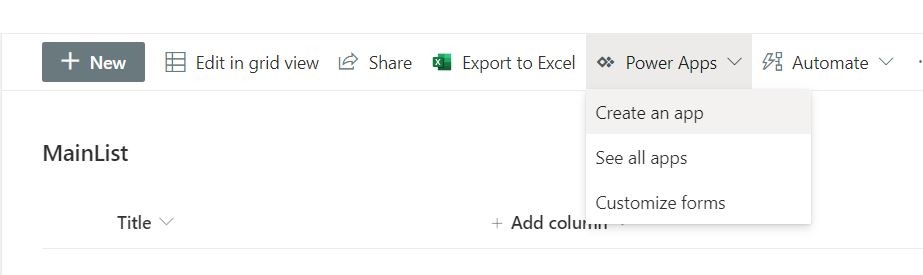 + New Edit in grid view Share Export to Excel Power Apps Automate
Create an app
MainList
See all apps
Customize forms
Title + Add column